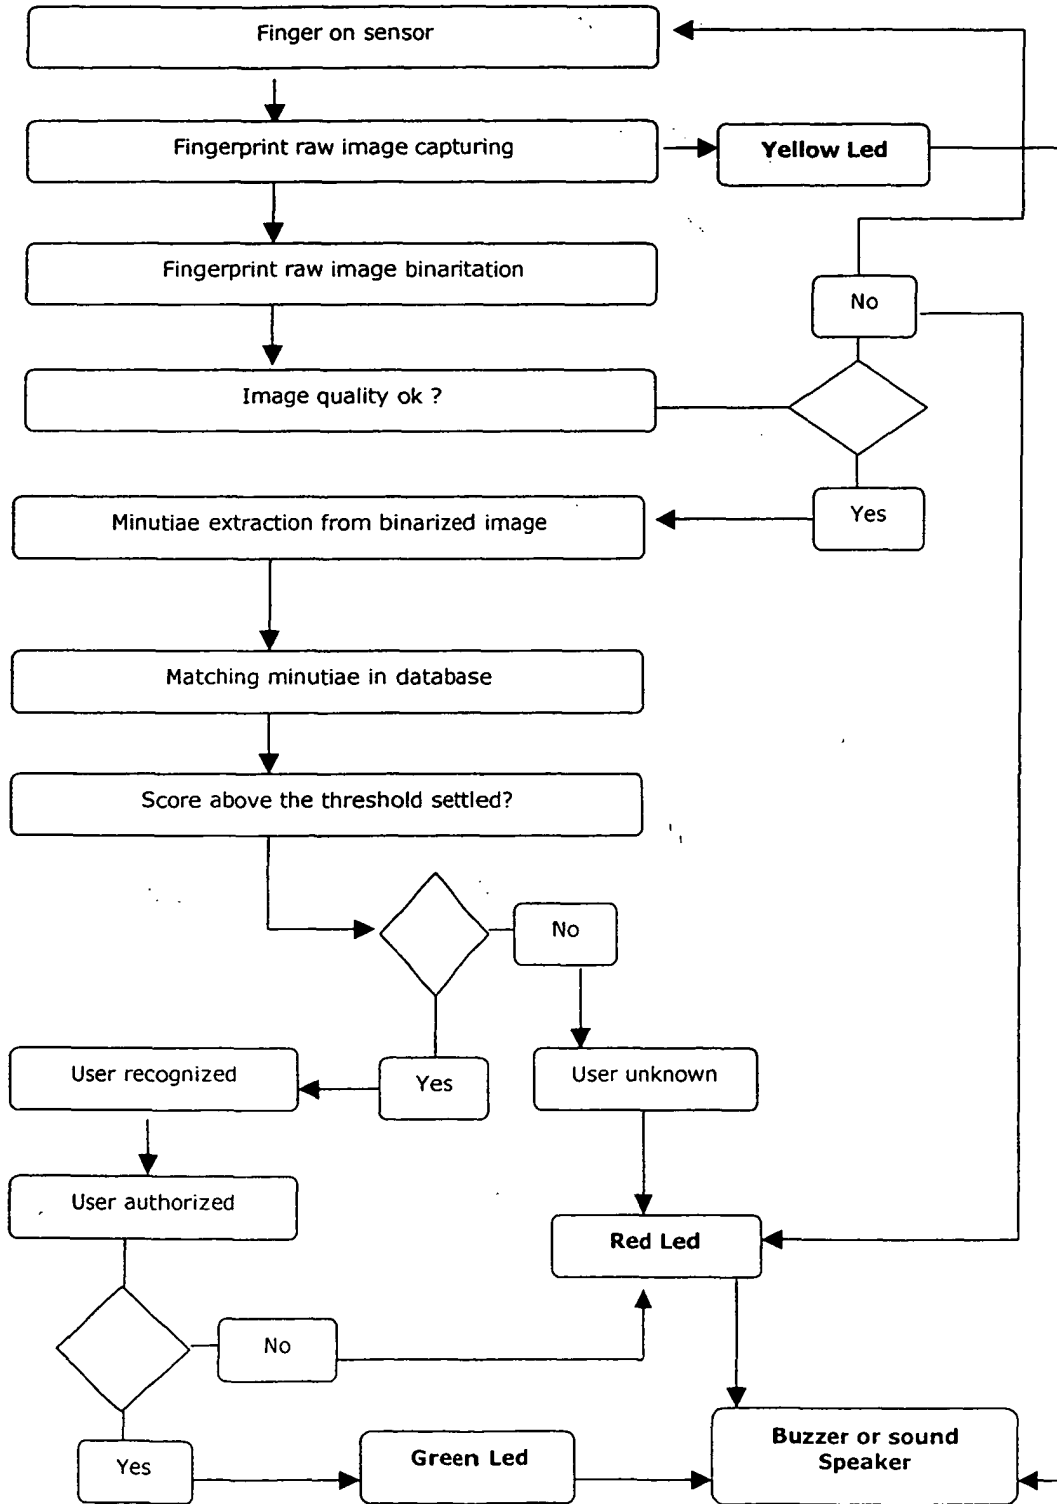 Finger on sensor
Fingerprint raw image capturing
Yellow Led
Fingerprint raw image binaritation
No
Image quality ok ?
Yes
Minutiae extraction from binarized image
Matching minutiae in database
Score above the threshold settled?
No
User recognized
Yes
User unknown
User authorized
Red Led
No
Yes
Green Led
Buzzer or sound
Speaker